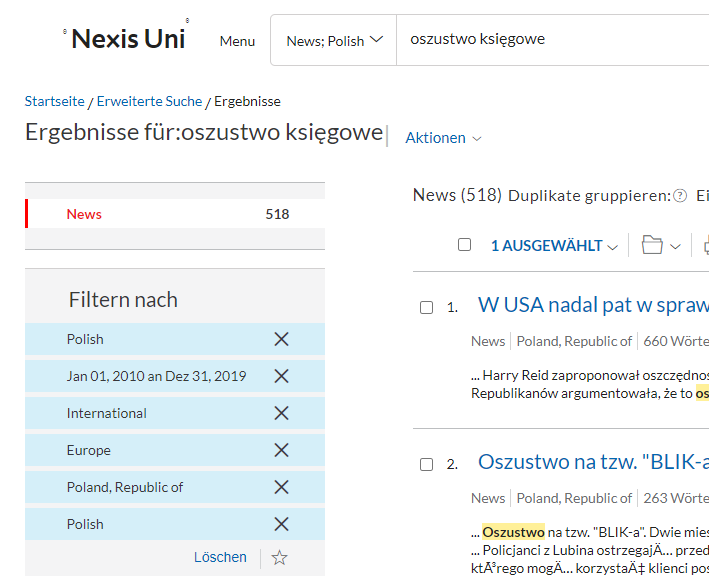 Nexis Uni
Menu
News; Polish
oszustwo księgowe
Startseite / Erweiterte Suche / Ergebnisse
Ergebnisse für:oszustwo księgowe
Aktionen
News 518
Filtern nach
Polish
Jan 01, 2010 an Dez 31, 2019
International
Europe
Poland, Republic of
Polish
Löschen
News (518) Duplikate gruppieren: ? Ei
1 AUSGEWÄHLT
1. W USA nadal pat w spraw
News Poland, Republic of 660 Wörte
... Harry Reid zaproponował oszczędnoś
Republikanów argumentowała, że to os
2. Oszustwo na tzw. "BLIK-a
News Poland, Republic of 263 Wörte
... Oszustwo na tzw. "BLIK-a". Dwie mies
... Policjanci z Lubina ostrzegajÄ... przed
ktÃ³rego mogÄ... korzystaÄ‡ klienci pos